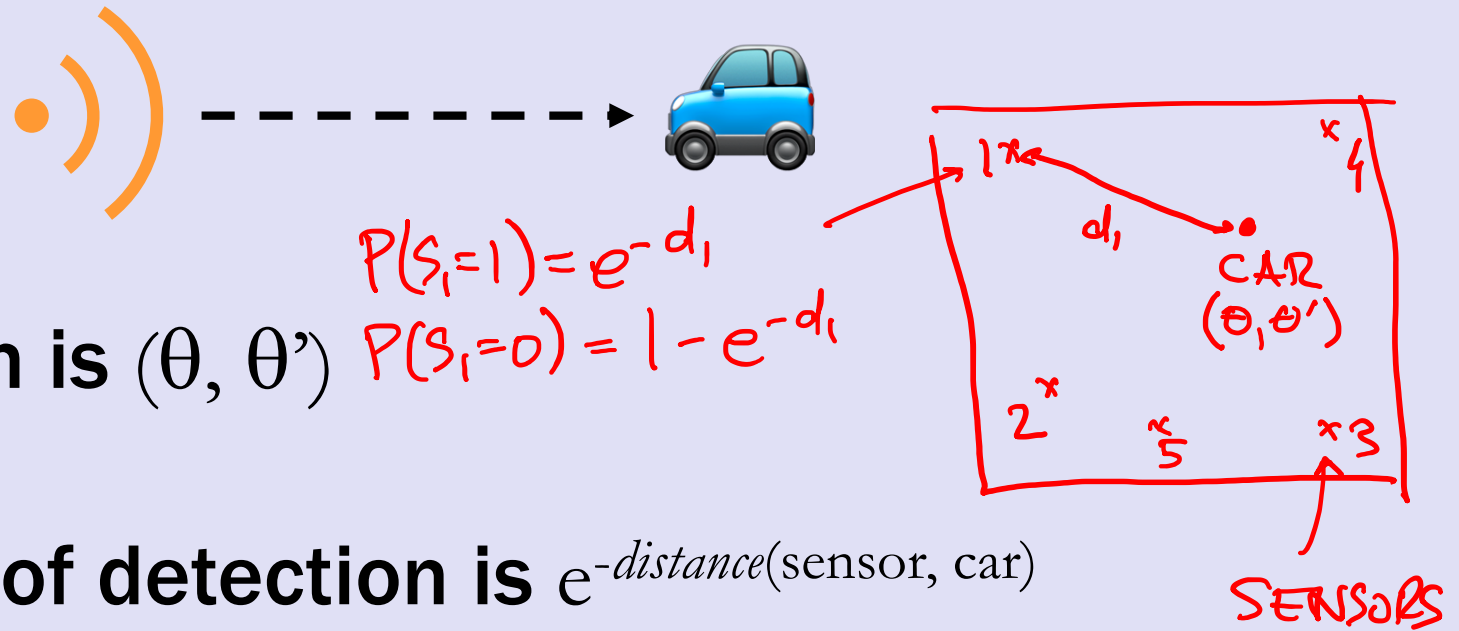 1 x
x
4
d₁
P(S₁=1) = e^-d₁
CAR
(θ, θ')
P(S₁=0) = 1 - e^-d₁
n is (θ, θ’)
2 x
x
5
x 3
of detection is e^-distance(sensor, car)
SENSORS